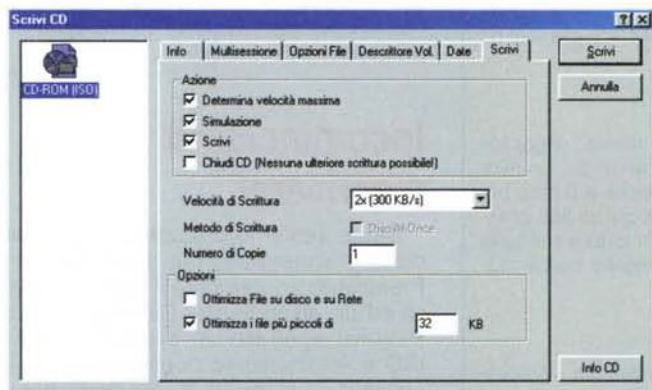 Scrivi CD
CD-ROM (ISO)
Info Multisessione Opzioni File Descrittore Vol. Date Scrivi
Scrivi
Annulla
Azione
Determina velocità massima
Simulazione
Scrivi
Chiudi CD (Nessuna ulteriore scrittura possibile!)
Velocità di Scrittura 2x (300 KB/s)
Metodo di Scrittura Disc-At-Once
Numero di Copie 1
Opzioni
Ottimizza File su disco e su Rete
Ottimizza i file più piccoli di 32 KB
Info CD